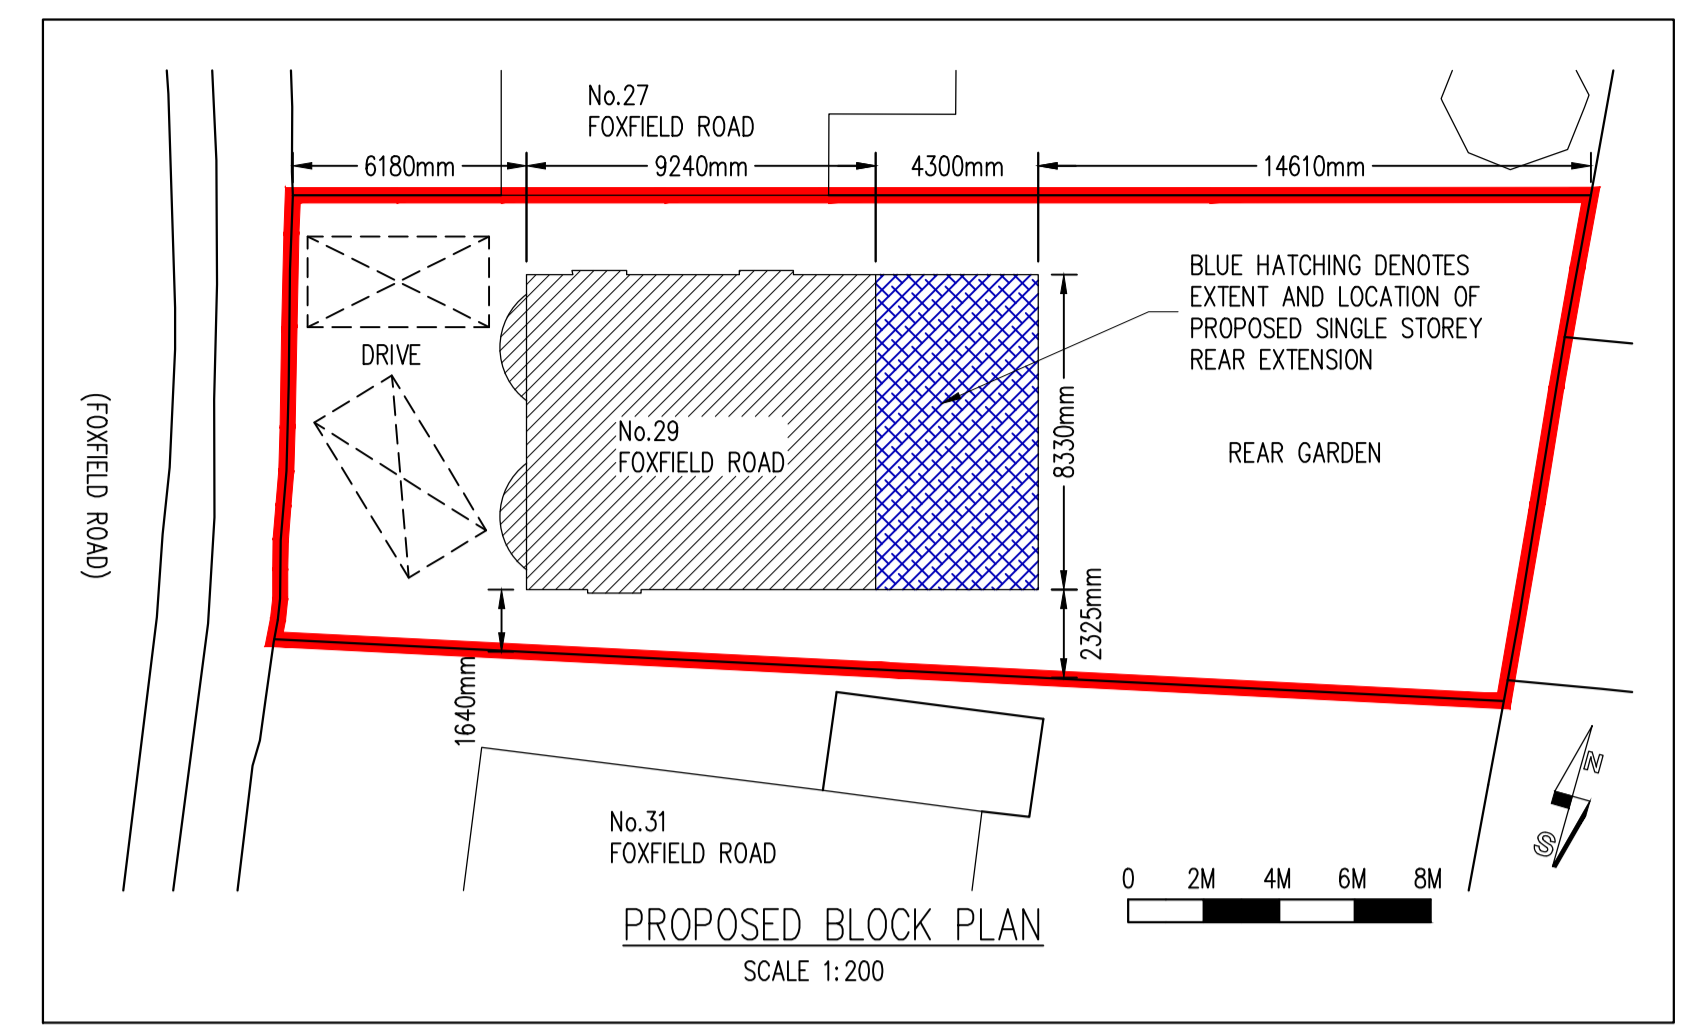 No.27
FOXFIELD ROAD
6180mm
9240mm
4300mm
14610mm
BLUE HATCHING DENOTES
EXTENT AND LOCATION OF
PROPOSED SINGLE STOREY
REAR EXTENSION
DRIVE
(FOXFIELD ROAD)
No.29
FOXFIELD ROAD
8330mm
REAR GARDEN
2325mm
1640mm
No.31
FOXFIELD ROAD
N
S
0 2M 4M 6M 8M
PROPOSED BLOCK PLAN
SCALE 1:200